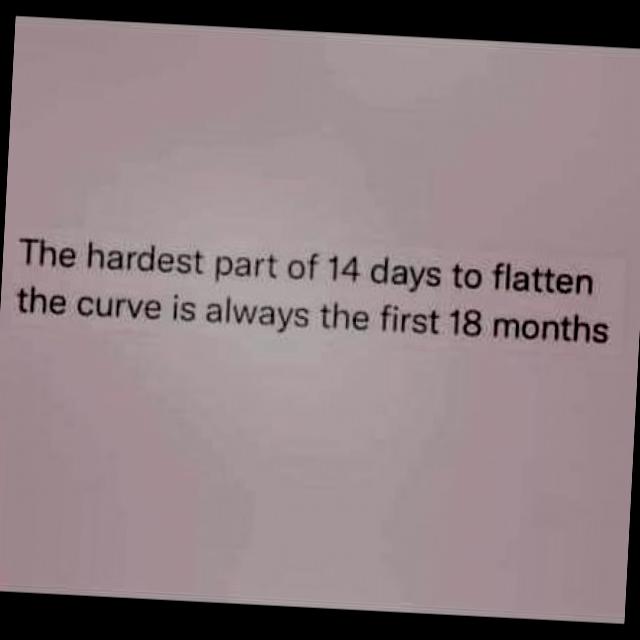 The hardest part of 14 days to flatten
the curve is always the first 18 months